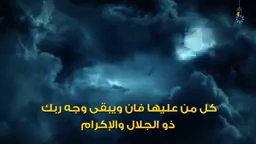 كل من عليها فان ويبقى وجه ربك
ذو الجلال والإكرام